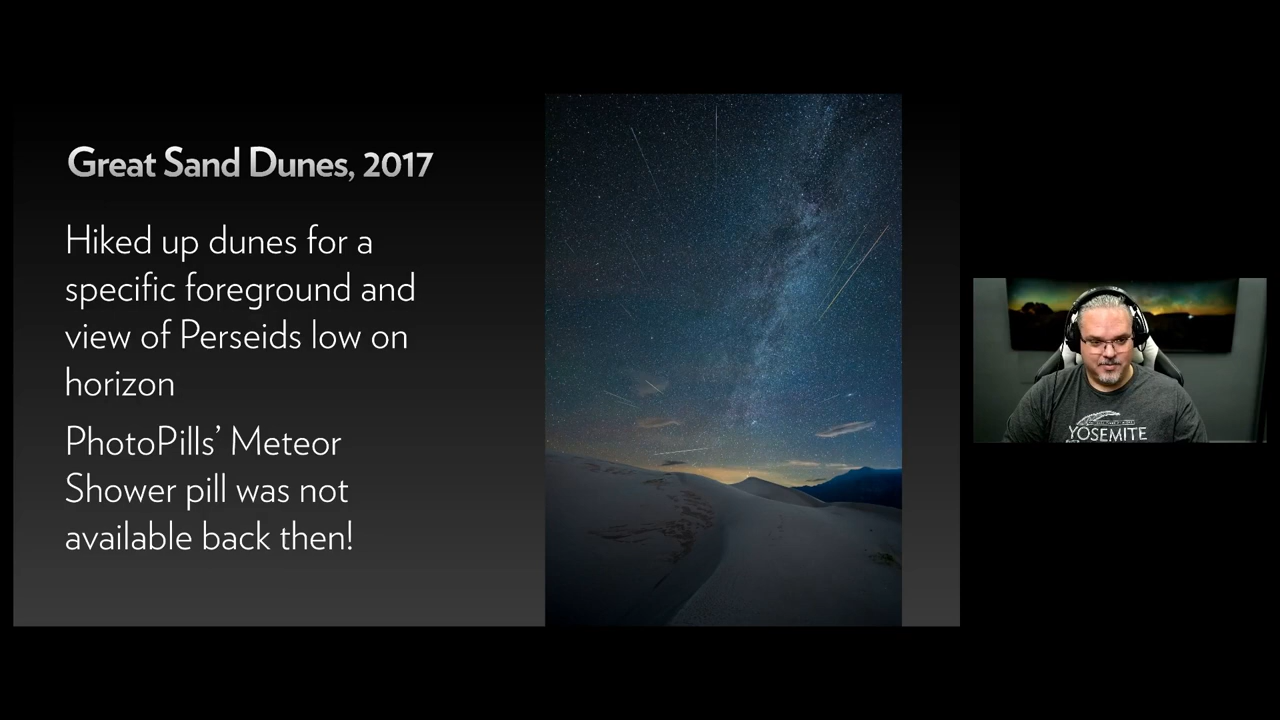 Great Sand Dunes, 2017
Hiked up dunes for a
specific foreground and
view of Perseids low on
horizon
PhotoPills’ Meteor
Shower pill was not
available back then!
YOSEMITE